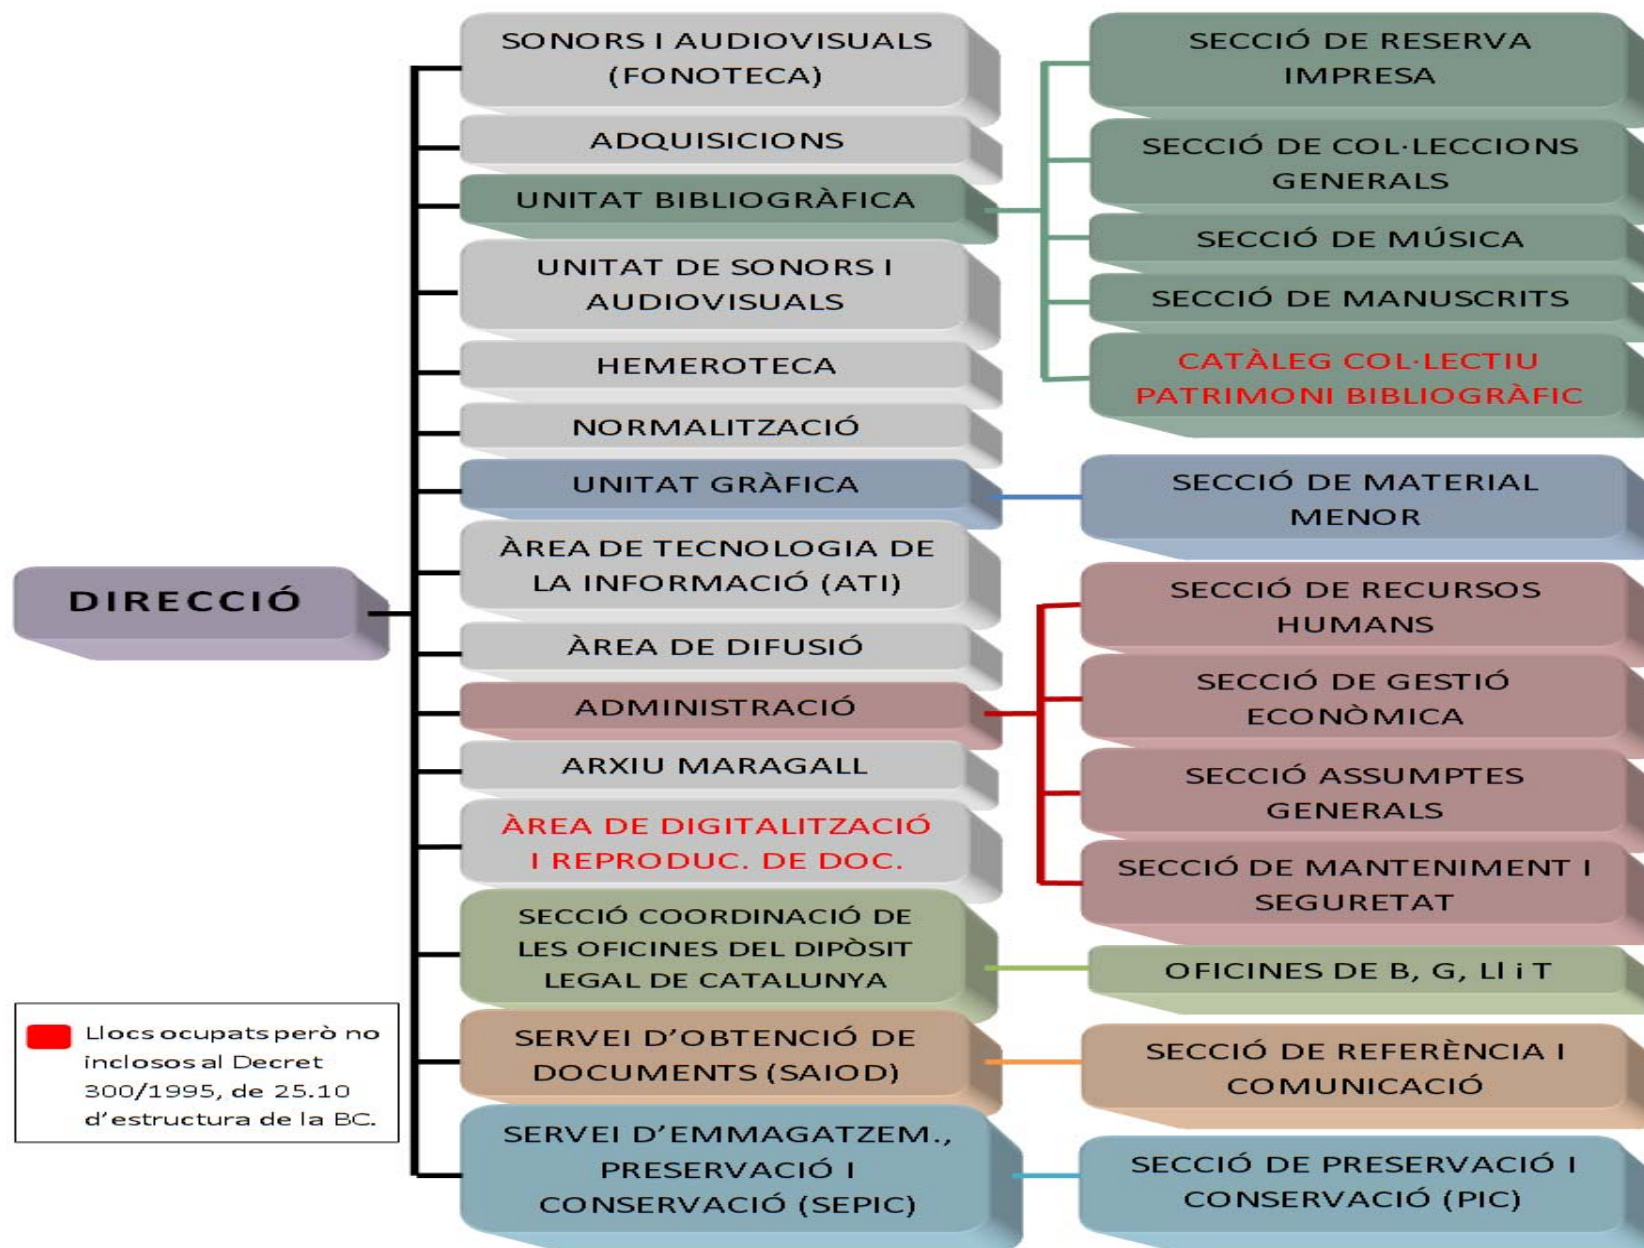 DIRECCIÓ
SONORS I AUDIOVISUALS
(FONOTECA)
ADQUISICIONS
UNITAT BIBLIOGRÀFICA
UNITAT DE SONORS I
AUDIOVISUALS
HEMEROTECA
NORMALITZACIÓ
UNITAT GRÀFICA
ÀREA DE TECNOLOGIA DE
LA INFORMACIÓ (ATI)
ÀREA DE DIFUSIÓ
ADMINISTRACIÓ
ARXIU MARAGALL
ÀREA DE DIGITALITZACIÓ
I REPRODUC. DE DOC.
SECCIÓ COORDINACIÓ DE
LES OFICINES DEL DIPÒSIT
LEGAL DE CATALUNYA
SERVEI D'OBTENCIÓ DE
DOCUMENTS (SAIOD)
SERVEI D'EMMAGATZEM.,
PRESERVACIÓ I
CONSERVACIÓ (SEPIC)
SECCIÓ DE RESERVA
IMPRESA
SECCIÓ DE COL·LECCIONS
GENERALS
SECCIÓ DE MÚSICA
SECCIÓ DE MANUSCRITS
CATÀLEG COL·LECTIU
PATRIMONI BIBLIOGRÀFIC
SECCIÓ DE MATERIAL
MENOR
SECCIÓ DE RECURSOS
HUMANS
SECCIÓ DE GESTIÓ
ECONÒMICA
SECCIÓ ASSUMPTES
GENERALS
SECCIÓ DE MANTENIMENT I
SEGURETAT
OFICINES DE B, G, Ll i T
SECCIÓ DE REFERÈNCIA I
COMUNICACIÓ
SECCIÓ DE PRESERVACIÓ I
CONSERVACIÓ (PIC)
Llocs ocupats però no
inclosos al Decret
300/1995, de 25.10
d'estructura de la BC.